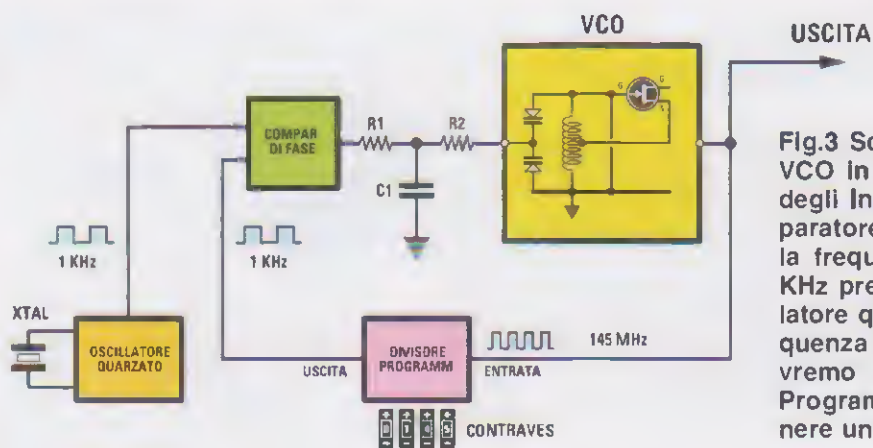 VCO
USCITA
COMPAR
DI FASE
R1
R2
C1
G
1 KHz
1 KHz
XTAL
OSCILLATORE
QUARZATO
USCITA
DIVISORE
PROGRAMM
ENTRATA
145 MHz
CONTRAVES
Fig.3 Sc
VCO in
degli In
paratore
la frequ
KHz pre
latore q
quenza
vremo
Program
nere un